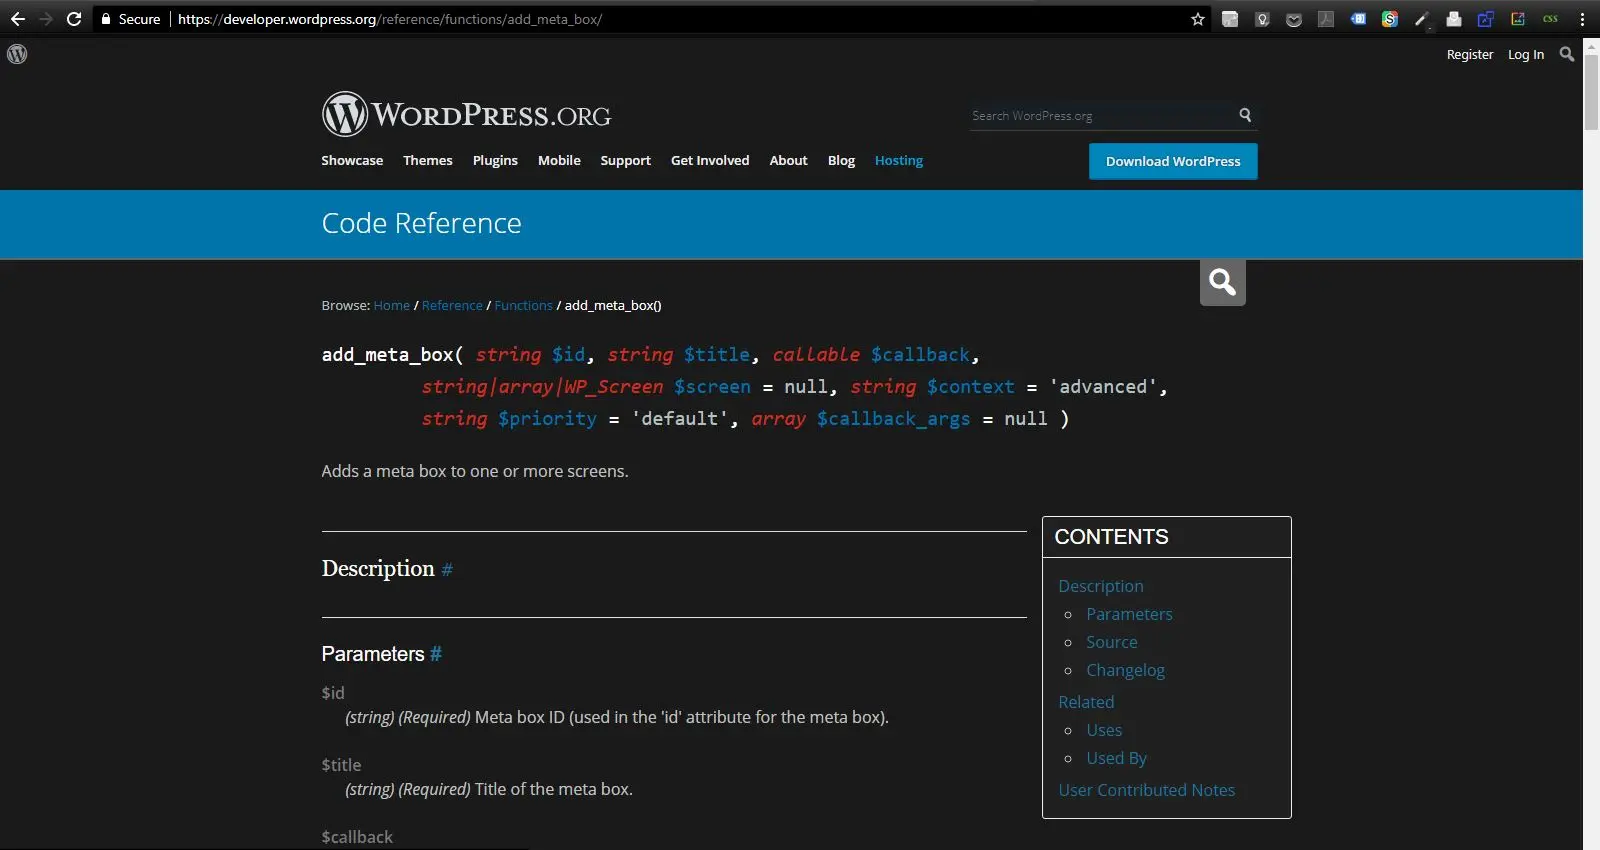 Secure https://developer.wordpress.org/reference/functions/add_meta_box/
CSS
Register Log In
WORDPRESS.ORG
Search WordPress.org
Showcase Themes Plugins Mobile Support Get Involved About Blog Hosting
Download WordPress
Code Reference
Browse: Home / Reference / Functions / add_meta_box()
add_meta_box( string $id, string $title, callable $callback,
string|array|WP_Screen $screen = null, string $context = 'advanced',
string $priority = 'default', array $callback_args = null )
Adds a meta box to one or more screens.
Description #
Parameters #
$id
(string) (Required) Meta box ID (used in the 'id' attribute for the meta box).
$title
(string) (Required) Title of the meta box.
$callback
CONTENTS
Description
Parameters
Source
Changelog
Related
Uses
Used By
User Contributed Notes